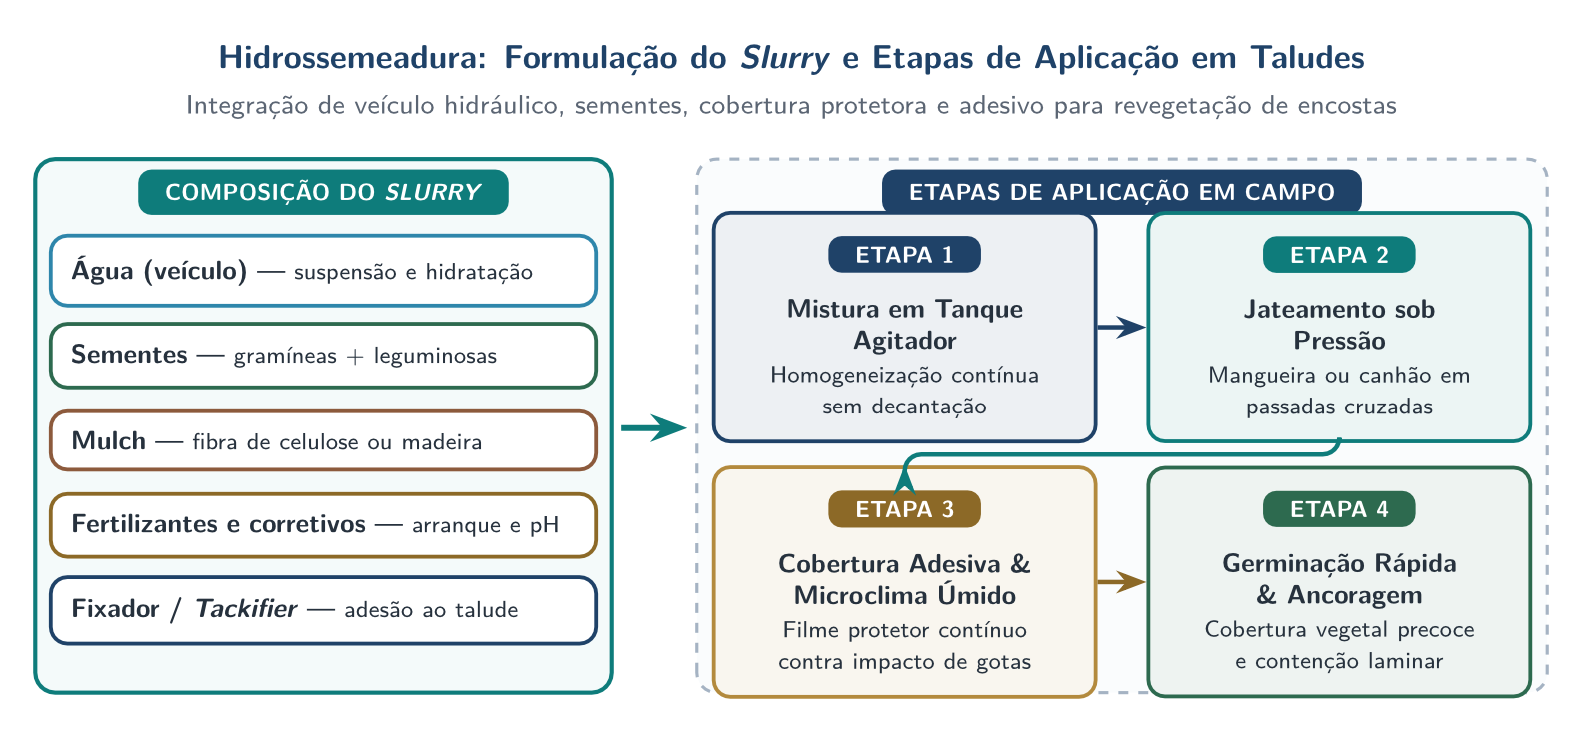 Hidrossemeadura: Formulação do Slurry e Etapas de Aplicação em Taludes
Integração de veículo hidráulico, sementes, cobertura protetora e adesivo para revegetação de encostas
COMPOSIÇÃO DO SLURRY
Água (veículo) — suspensão e hidratação
Sementes — gramíneas + leguminosas
Mulch — fibra de celulose ou madeira
Fertilizantes e corretivos — arranque e pH
Fixador / Tackifier — adesão ao talude
ETAPAS DE APLICAÇÃO EM CAMPO
ETAPA 1
Mistura em Tanque
Agitador
Homogeneização contínua
sem decantação
ETAPA 2
Jateamento sob
Pressão
Mangueira ou canhão em
passadas cruzadas
ETAPA 3
Cobertura Adesiva &
Microclima Úmido
Filme protetor contínuo
contra impacto de gotas
ETAPA 4
Germinação Rápida
& Ancoragem
Cobertura vegetal precoce
e contenção laminar